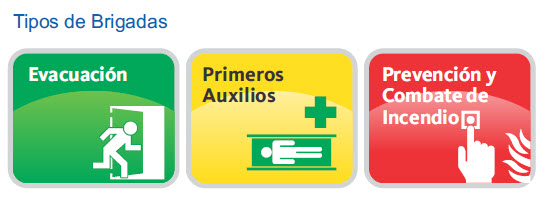 Tipos de Brigadas
Evacuación
Primeros
Auxilios
Prevención y
Combate de
Incendio